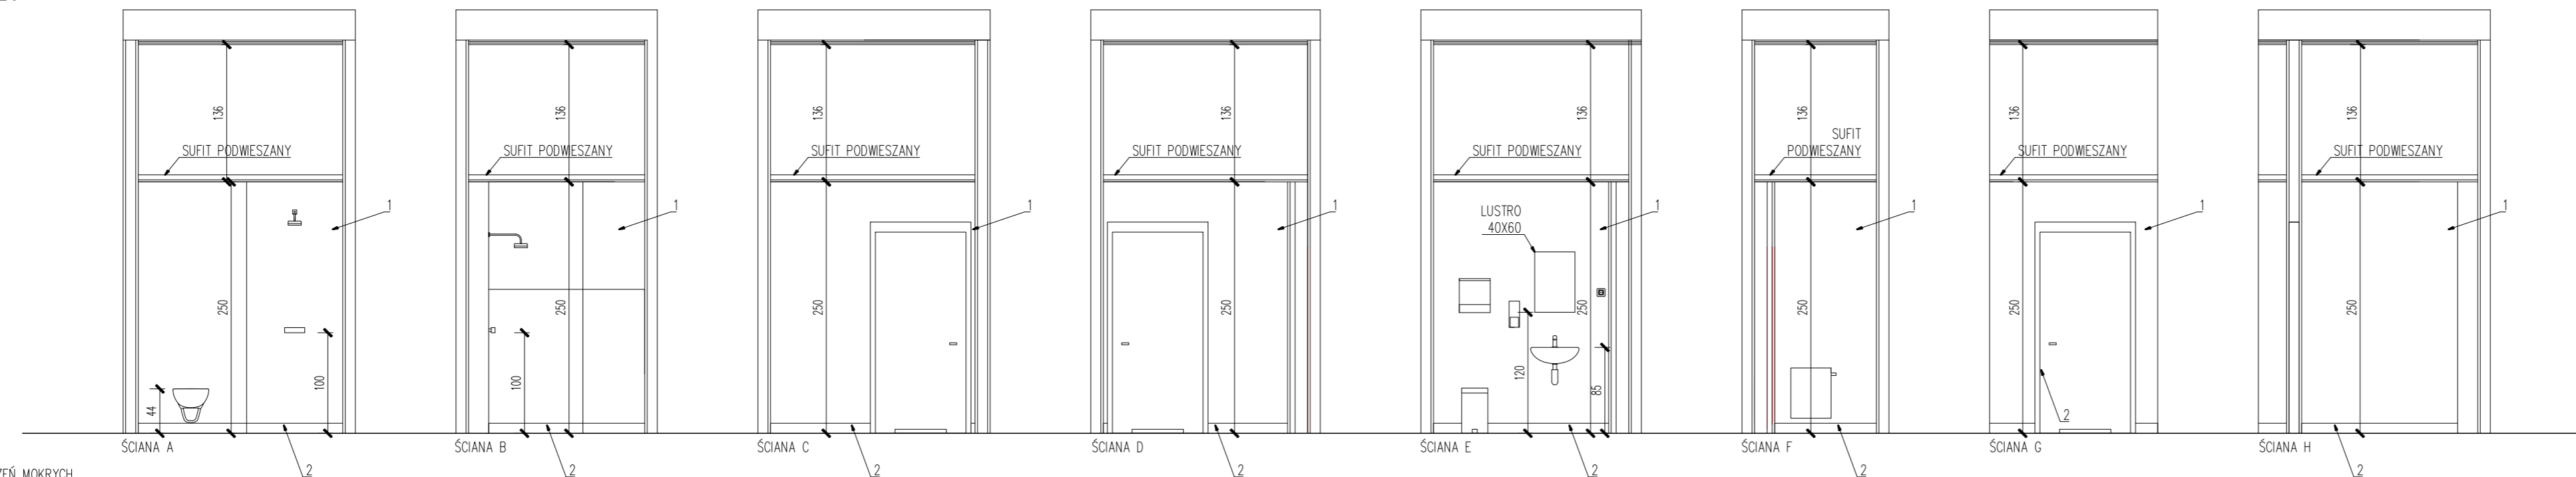 136
SUFIT PODWIESZANY
250
1
100
44
2
ŚCIANA A
136
SUFIT PODWIESZANY
250
1
100
2
ŚCIANA B
136
SUFIT PODWIESZANY
250
1
2
ŚCIANA C
136
SUFIT PODWIESZANY
250
1
2
ŚCIANA D
136
SUFIT PODWIESZANY
LUSTRO
40X60
250
1
120
85
2
ŚCIANA E
136
SUFIT
PODWIESZANY
250
1
2
ŚCIANA F
136
SUFIT PODWIESZANY
250
1
2
ŚCIANA G
136
SUFIT PODWIESZANY
250
1
2
ŚCIANA H
MOKRYCH